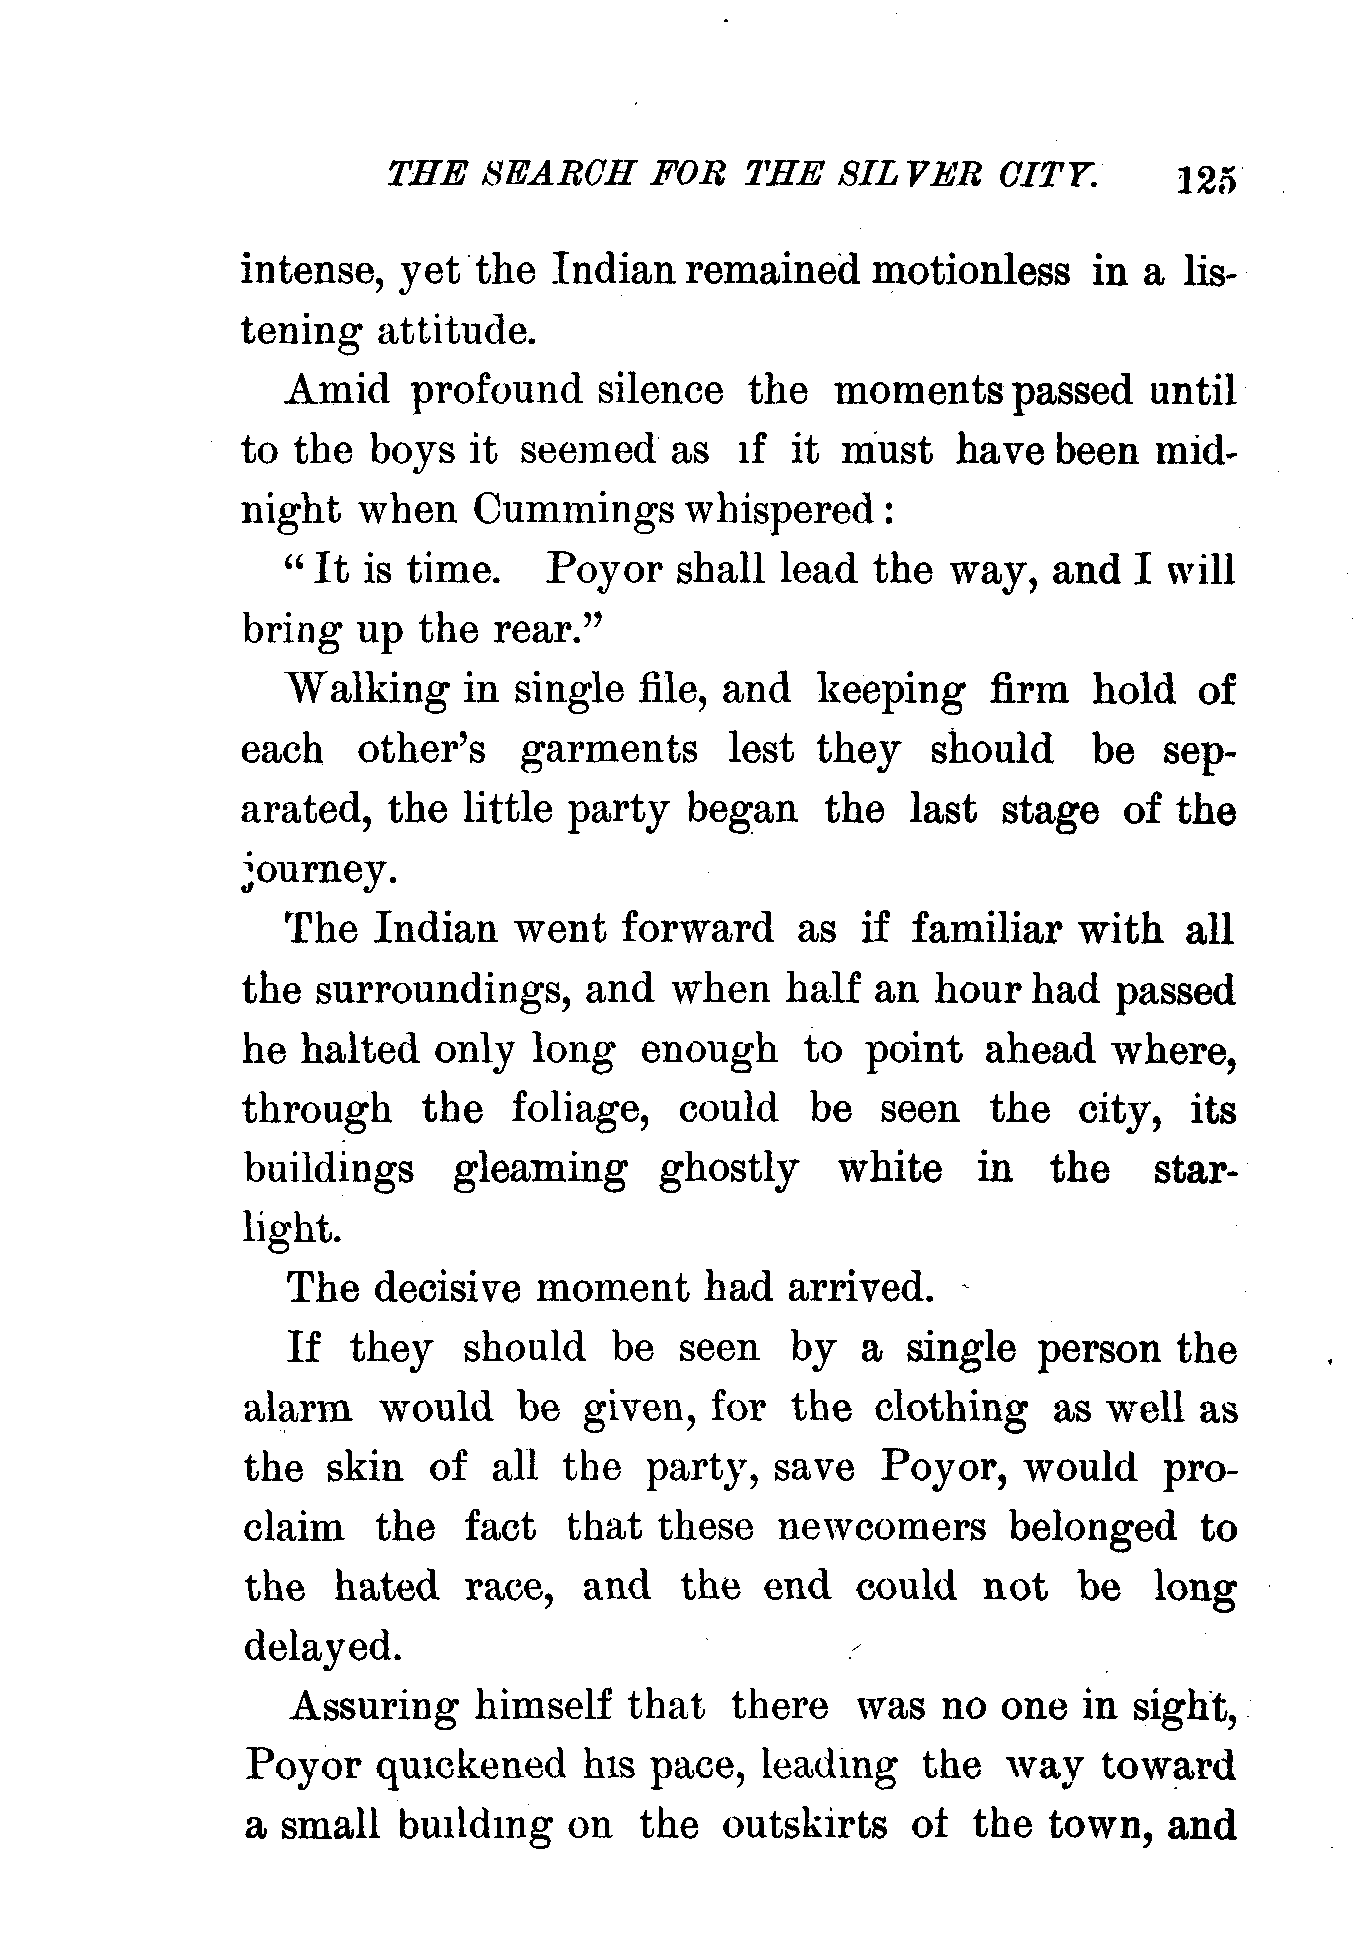 THE SEARCH FOR THE SILVER CITY. 125
intense, yet the Indian remained motionless in a lis-
tening attitude.
Amid profound silence the moments passed until
to the boys it seemed as if it must have been mid-
night when Cummings whispered:
"It is time. Poyor shall lead the way, and I will
bring up the rear."
Walking in single file, and keeping firm hold of
each other's garments lest they should be sep-
arated, the little party began the last stage of the
journey.
The Indian went forward as if familiar with all
the surroundings, and when half an hour had passed
he halted only long enough to point ahead where,
through the foliage, could be seen the city, its
buildings gleaming ghostly white in the star-
light.
The decisive moment had arrived.
If they should be seen by a single person the
alarm would be given, for the clothing as well as
the skin of all the party, save Poyor, would pro-
claim the fact that these newcomers belonged to
the hated race, and the end could not be long
delayed.
Assuring himself that there was no one in sight,
Poyor quickened his pace, leading the way toward
a small building on the outskirts of the town, and